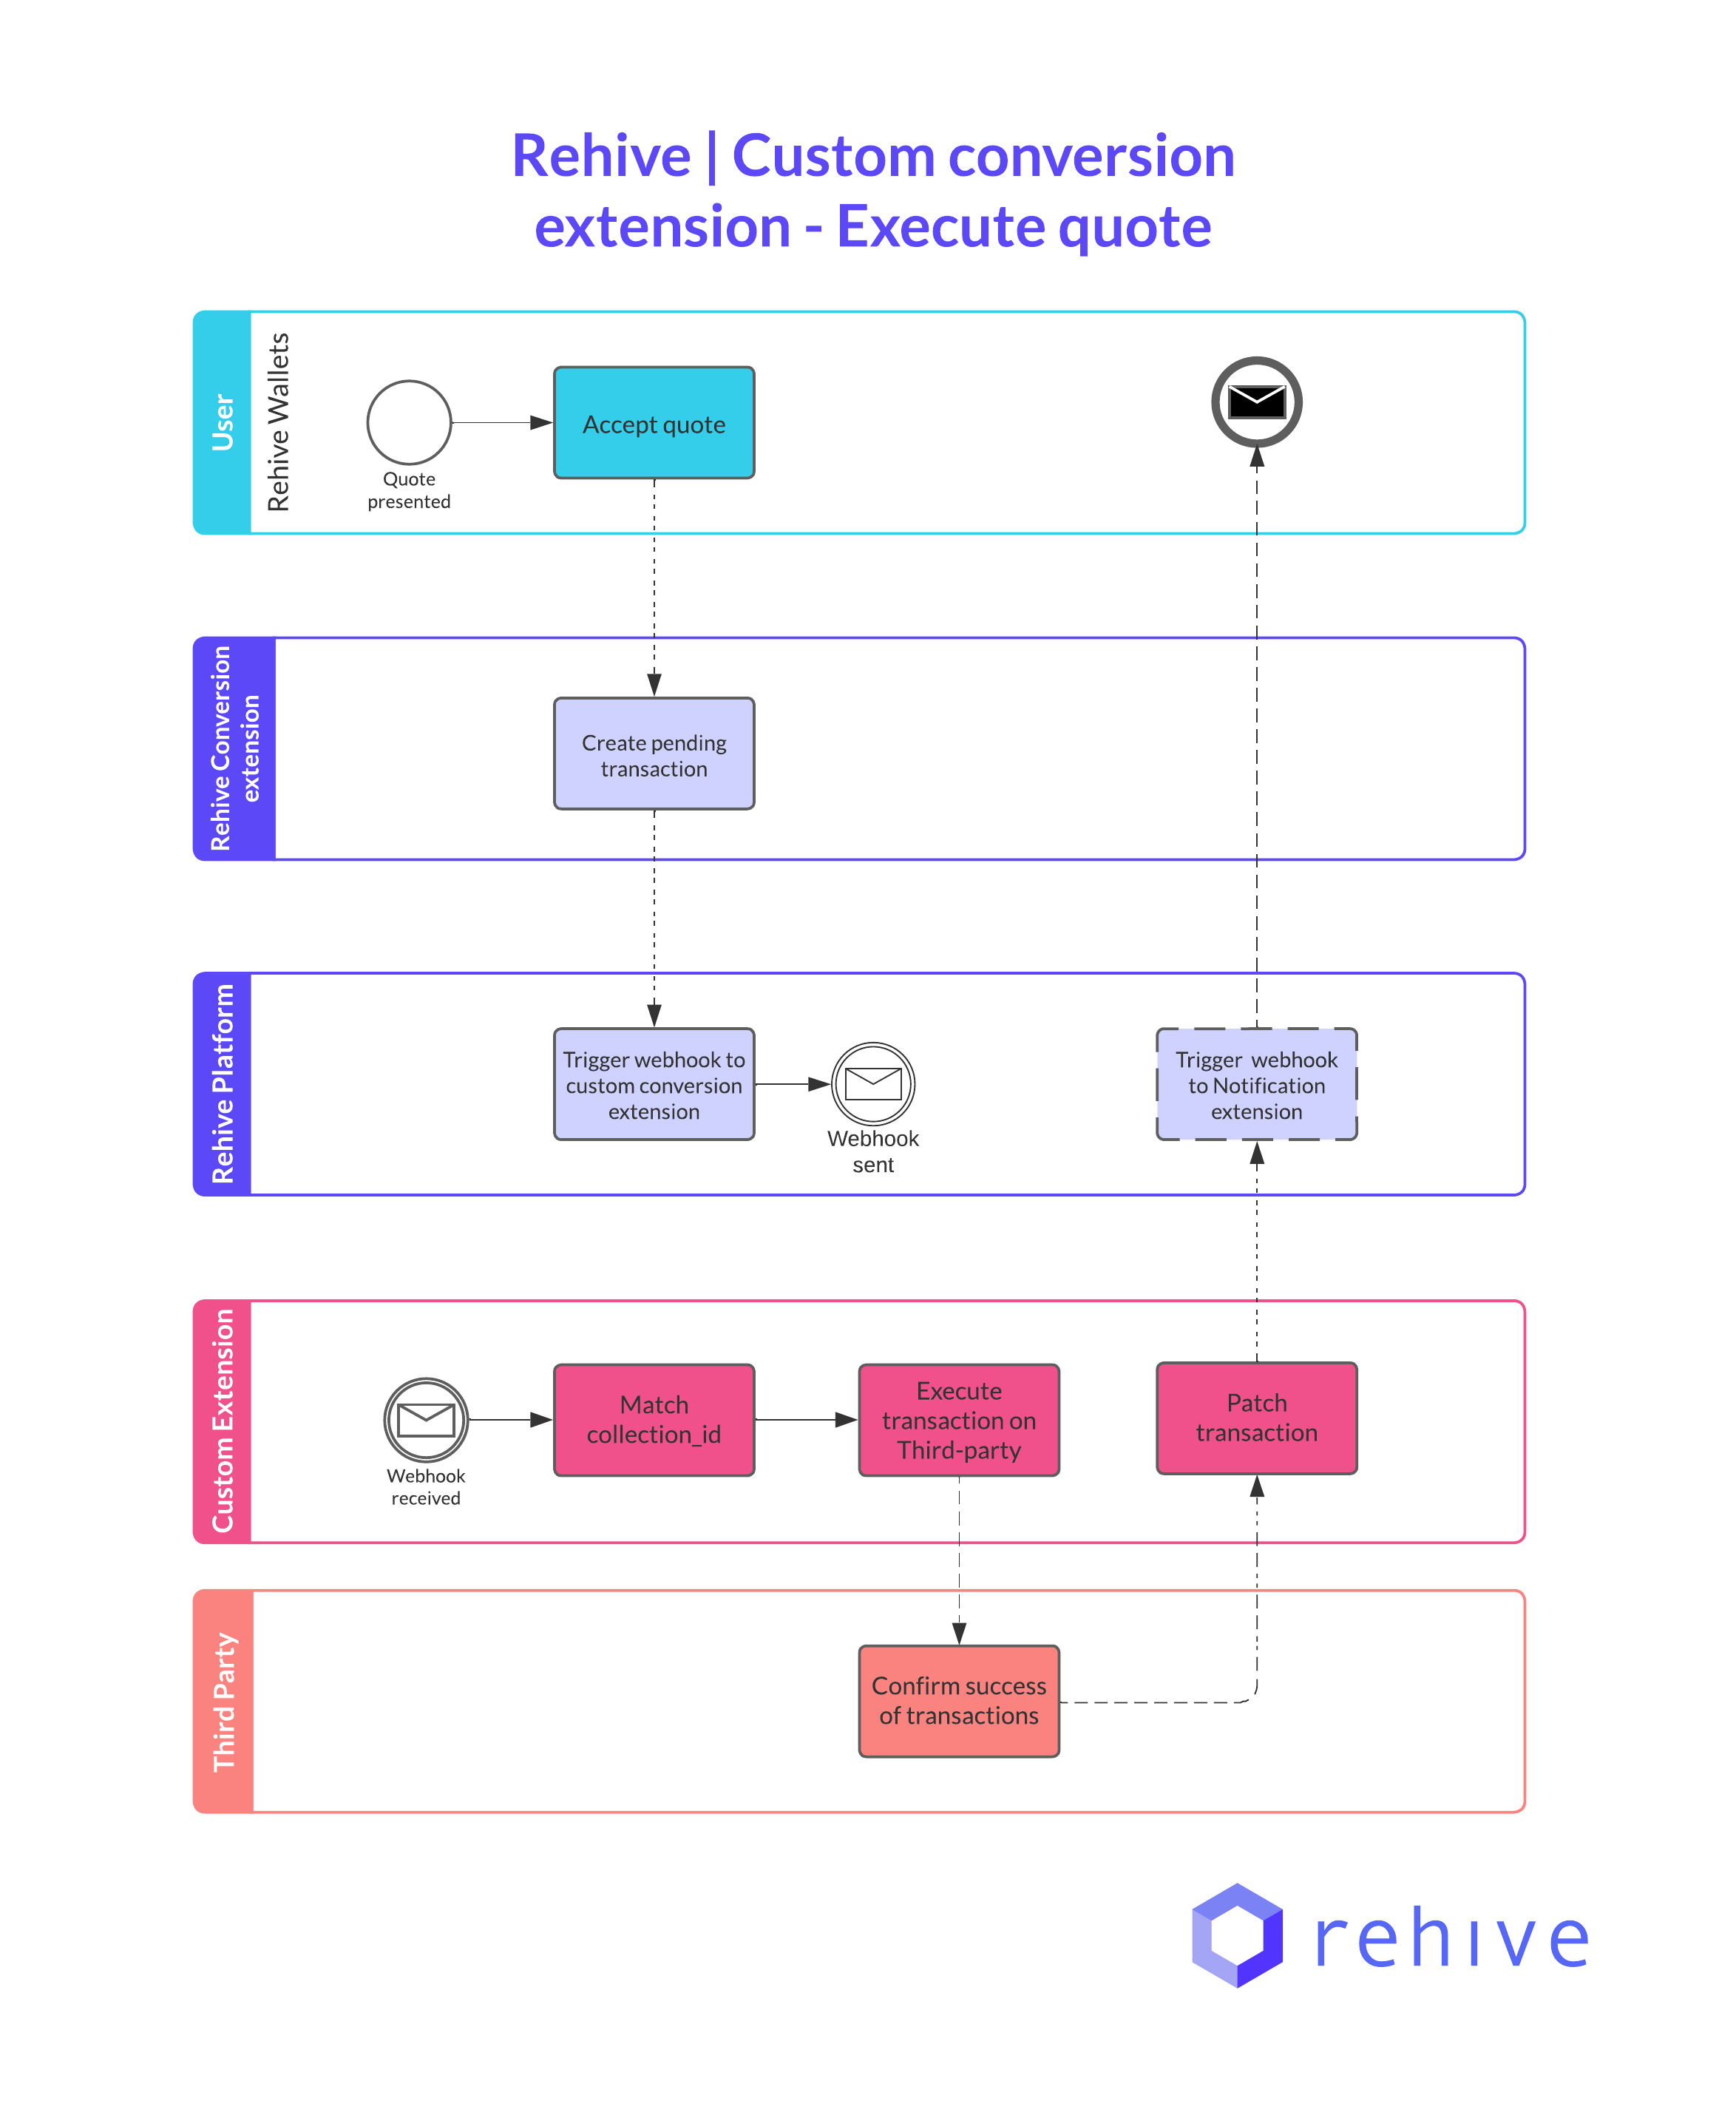 Rehive | Custom conversion
extension - Execute quote
User
Rehive Wallets
Quote
presented
Accept quote
Rehive Conversion
extension
Create pending
transaction
Rehive Platform
Trigger webhook to
custom conversion
extension
Webhook
sent
Trigger webhook
to Notification
extension
Custom Extension
Webhook
received
Match
collection_id
Execute
transaction on
Third-party
Patch
transaction
Third Party
Confirm success
of transactions
rehive